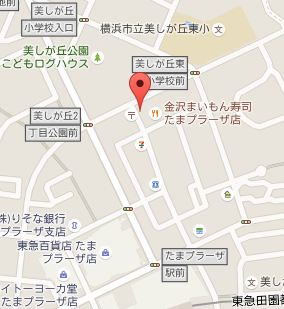 地前
美しが丘
小学校入口
横浜市立美しが丘東小
文
美しが丘公園
こどもログハウス
美しが丘東
小学校前
金沢まいもん寿司
たまプラーザ店
美しが丘2
丁目公園前
〒
株)りそな銀行
プラーザ支店
東急百貨店 たま
プラーザ店
たまプラーザ
駅前
イトーヨーカ堂
たまプラーザ店
文
美しが
東急田園都